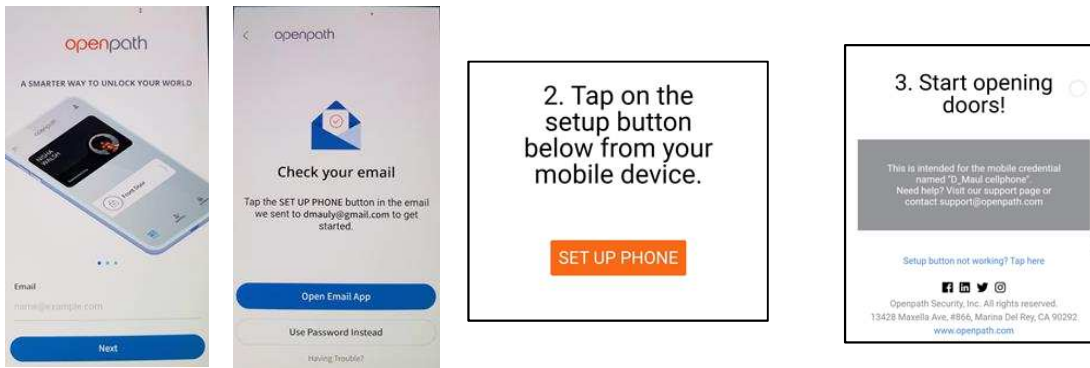 openpath
A SMARTER WAY TO UNLOCK YOUR WORLD
openpath
NISHA
WALSH
Front Door
Email
name@example.com
Next
openpath
Check your email
Tap the SET UP PHONE button in the email
we sent to dmauly@gmail.com to get
started.
Open Email App
Use Password Instead
Having Trouble?
2. Tap on the
setup button
below from your
mobile device.
SET UP PHONE
3. Start opening
doors!
This is intended for the mobile credential
named "D_Maul cellphone".
Need help? Visit our support page or
contact support@openpath.com
Setup button not working? Tap here
Openpath Security, Inc. All rights reserved.
13428 Maxella Ave, #866, Marina Del Rey, CA 90292
www.openpath.com